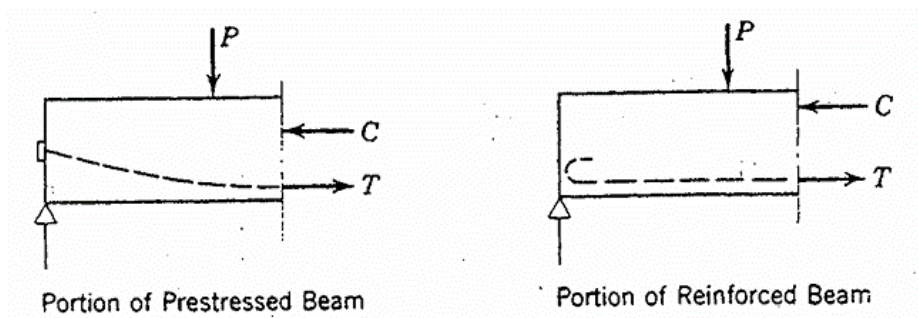 P
C
T
Portion of Prestressed Beam
P
C
T
Portion of Reinforced Beam